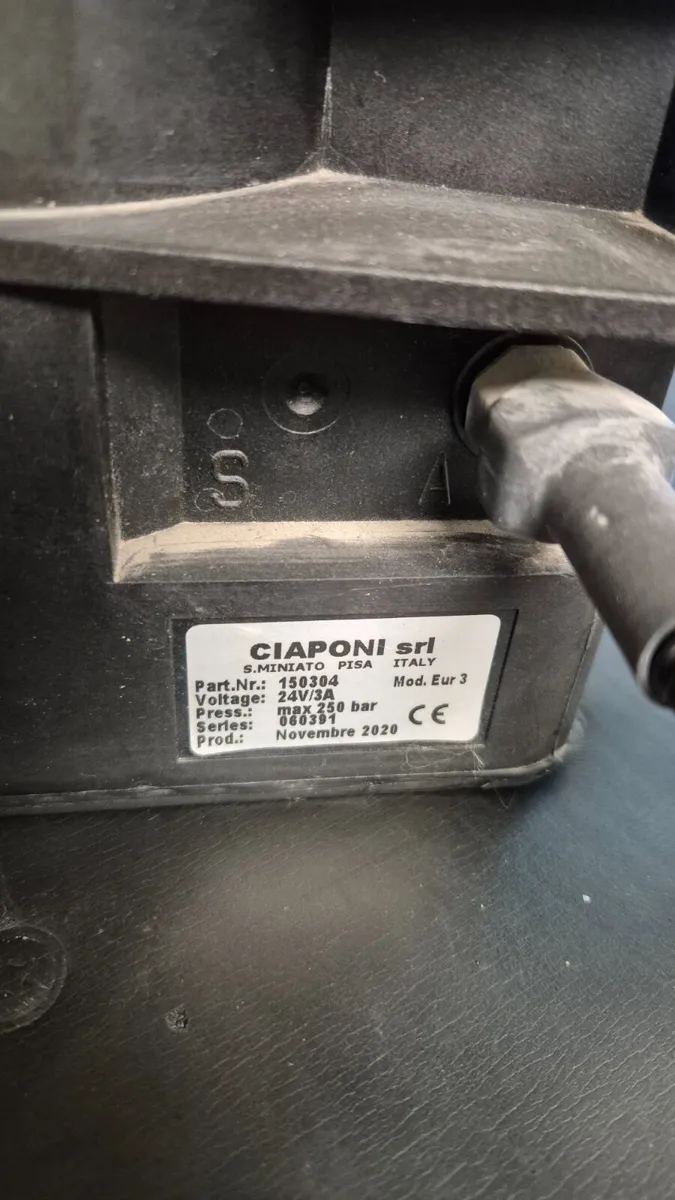 S A
CIAPONI srl
S.MINIATO PISA ITALY
Part.Nr.: 150304 Mod. Eur 3
Voltage: 24V/3A
Press.: max 250 bar
Series: 060391
Prod.: Novembre 2020 CE